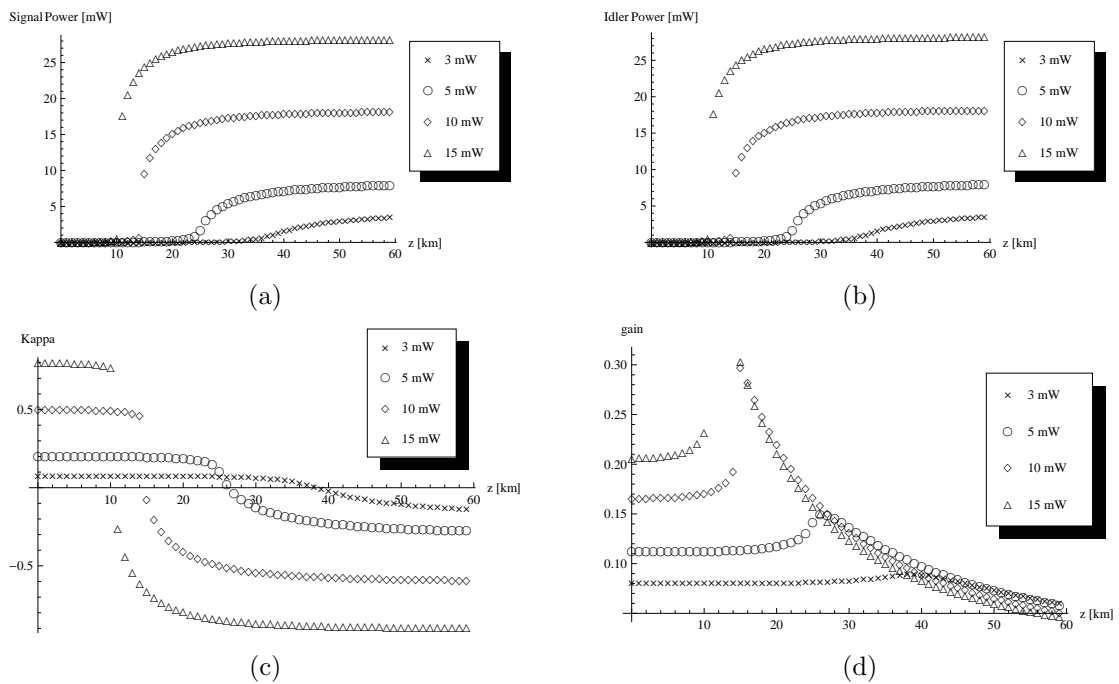 Signal Power [mW]
25
20
15
10
5
10 20 30 40 50 60
z [km]
3 mW
5 mW
10 mW
15 mW
(a)
Idler Power [mW]
25
20
15
10
5
10 20 30 40 50 60
z [km]
3 mW
5 mW
10 mW
15 mW
(b)
Kappa
0.5
-0.5
10 20 30 40 50 60
z [km]
3 mW
5 mW
10 mW
15 mW
(c)
gain
0.30
0.25
0.20
0.15
0.10
10 20 30 40 50 60
z [km]
3 mW
5 mW
10 mW
15 mW
(d)